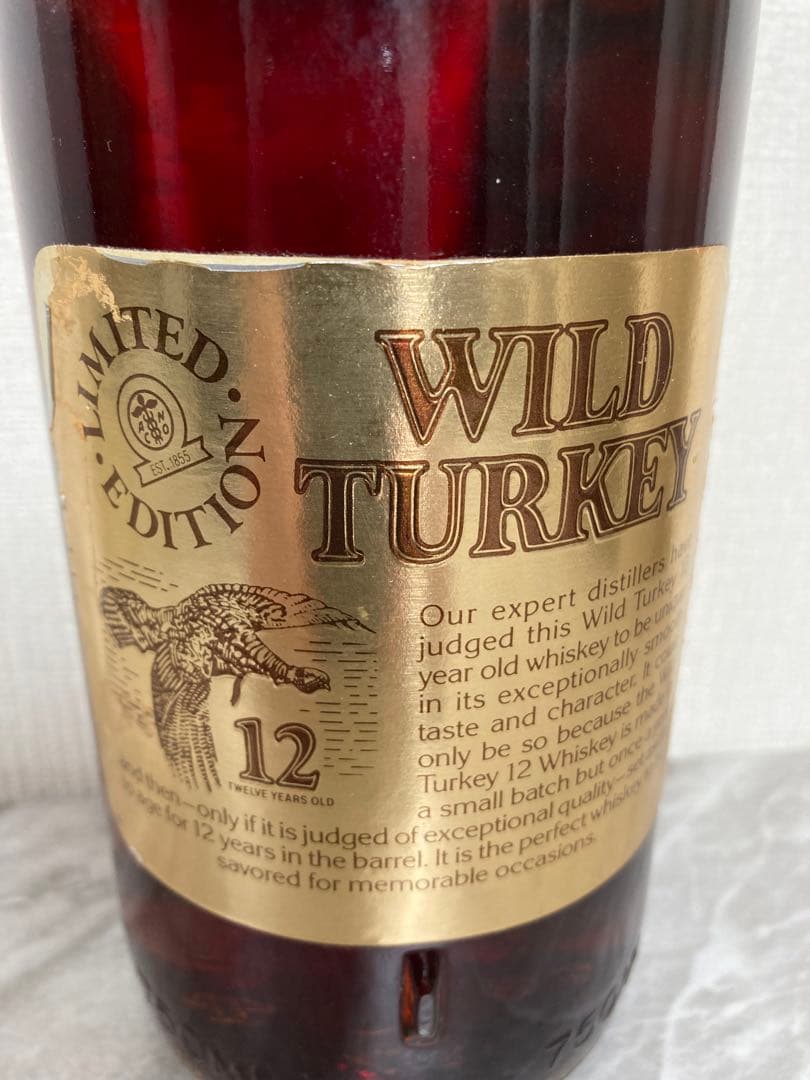 LIMITED
EDITION
ANCO
EST. 1855
WILD
TURKEY
Our expert distillers have
judged this Wild Turkey
year old whiskey to be
in its exceptionally
taste and character. It
only be so because the
Turkey 12 Whiskey is
a small batch but once
12
TWELVE YEARS OLD
and then—only if it is judged of exceptional quality—
to age for 12 years in the barrel. It is the perfect whiskey
savored for memorable occasions.
750